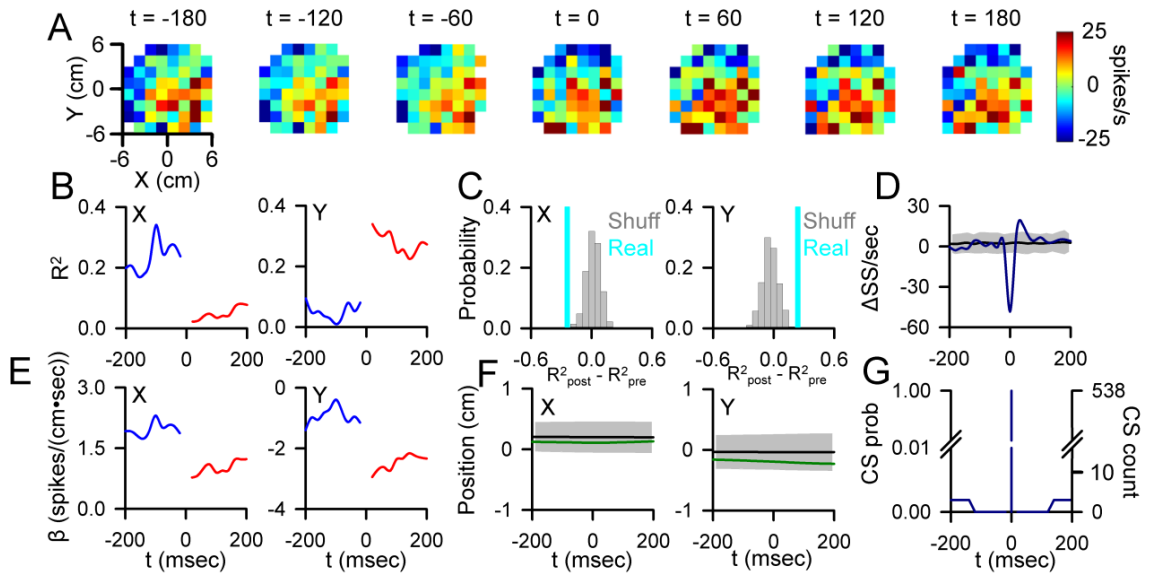 A
t = -180
t = -120
t = -60
t = 0
t = 60
t = 120
t = 180
Y (cm)
6
0
-6
-6
0
6
X (cm)
25
0
-25
spikes/s
B
R²
X
0.4
0.2
0.0
-200
0
200
Y
0.4
0.2
0.0
-200
0
200
C
Probability
X
Shuff
Real
0.4
0.2
0.0
-0.6
0.0
0.6
R²post - R²pre
Y
Shuff
Real
0.4
0.2
0.0
-0.6
0.0
0.6
R²post - R²pre
D
ΔSS/sec
30
0
-30
-60
-200
0
200
E
β (spikes/(cm•sec))
X
3.0
1.5
0.0
-200
0
200
t (msec)
Y
-0
-2
-4
-200
0
200
t (msec)
F
Position (cm)
X
1
0
-1
-200
0
200
t (msec)
Y
1
0
-1
-200
0
200
t (msec)
G
CS prob
1.00
0.01
0.00
538
10
0
CS count
-200
0
200
t (msec)